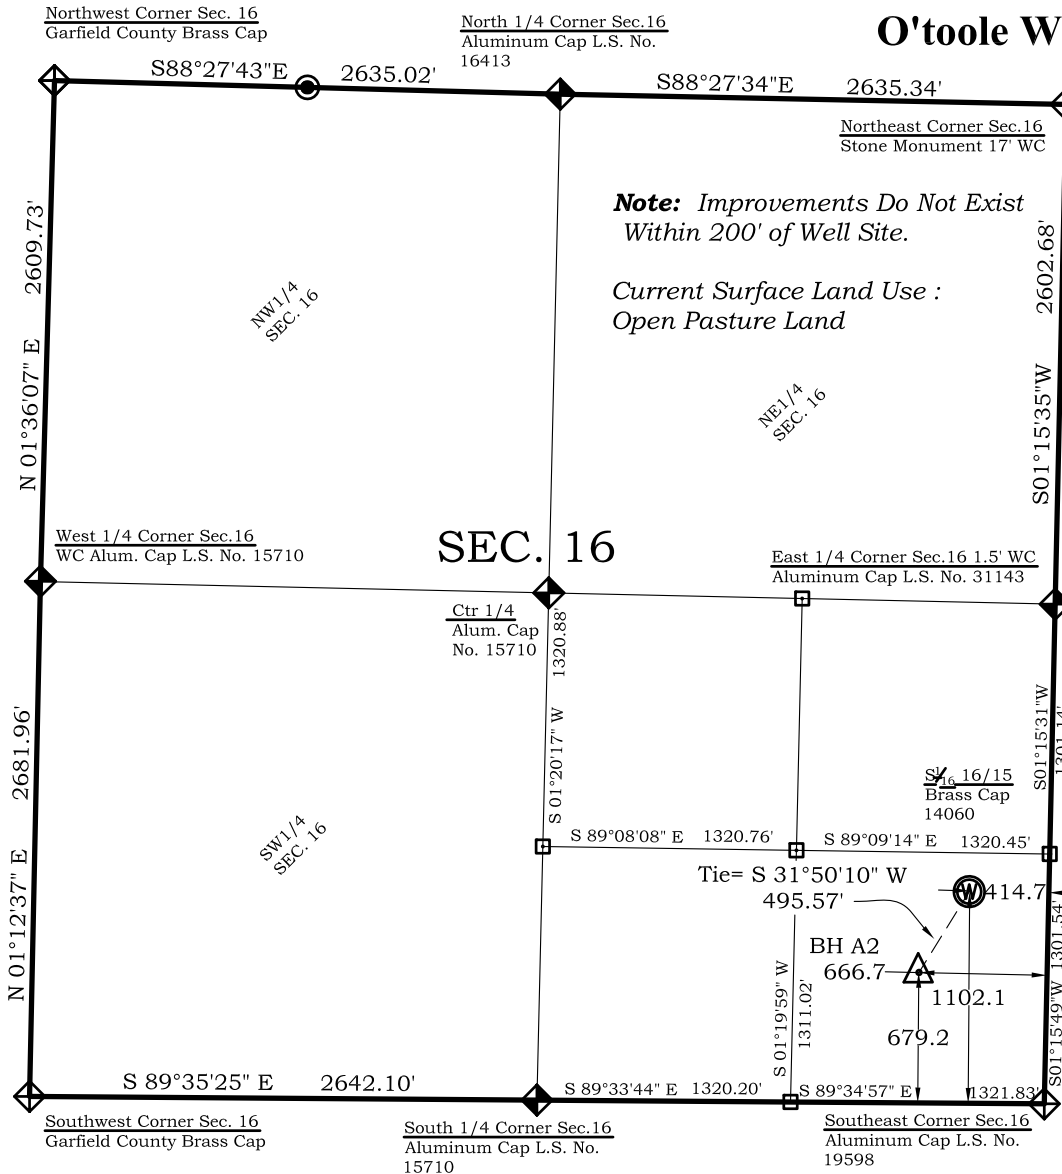 Northwest Corner Sec. 16
Garfield County Brass Cap
North 1/4 Corner Sec.16
Aluminum Cap L.S. No.
16413
O'toole W
S88°27'43"E 2635.02'
S88°27'34"E 2635.34'
Northeast Corner Sec.16
Stone Monument 17' WC
Note: Improvements Do Not Exist
Within 200' of Well Site.
Current Surface Land Use :
Open Pasture Land
N 01°36'07" E 2609.73'
S01°15'35"W 2602.68'
NW1/4
SEC. 16
NE1/4
SEC. 16
West 1/4 Corner Sec.16
WC Alum. Cap L.S. No. 15710
SEC. 16
East 1/4 Corner Sec.16 1.5' WC
Aluminum Cap L.S. No. 31143
Ctr 1/4
Alum. Cap
No. 15710
S 01°20'17" W 1320.88'
N 01°12'37" E 2681.96'
S01°15'31"W
1301.14'
SW1/4
SEC. 16
S 1/16 16/15
Brass Cap
14060
S 89°08'08" E 1320.76'
S 89°09'14" E 1320.45'
Tie= S 31°50'10" W
495.57'
W
414.7
BH A2
666.7
1102.1
679.2
S 01°19'59" W
1311.02'
S01°15'49"W 1301.54'
S 89°35'25" E 2642.10'
S 89°33'44" E 1320.20'
S 89°34'57" E 1321.83'
Southwest Corner Sec. 16
Garfield County Brass Cap
South 1/4 Corner Sec.16
Aluminum Cap L.S. No.
15710
Southeast Corner Sec.16
Aluminum Cap L.S. No.
19598